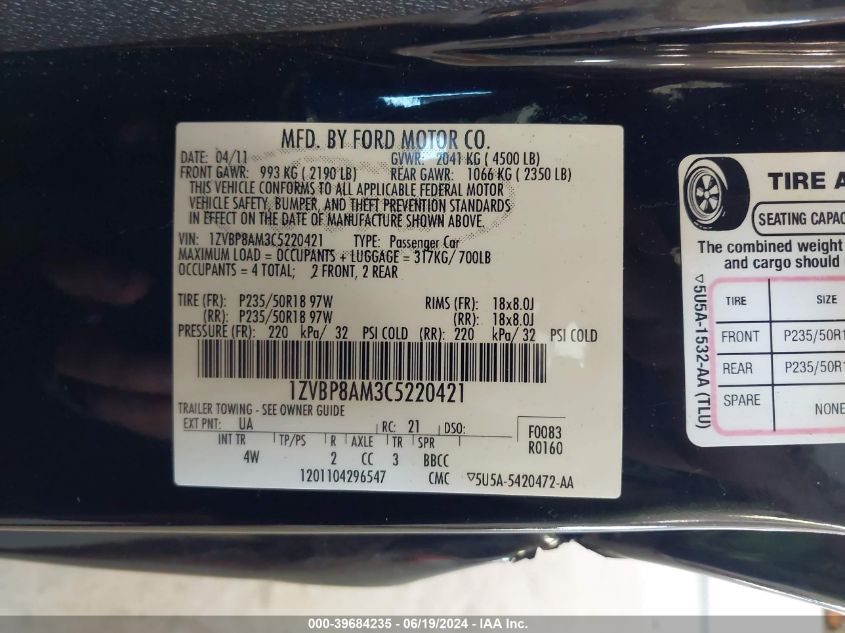 MFD. BY FORD MOTOR CO.
DATE: 04/11 GVWR: 2041 KG ( 4500 LB)
FRONT GAWR: 993 KG ( 2190 LB) REAR GAWR: 1066 KG ( 2350 LB)
THIS VEHICLE CONFORMS TO ALL APPLICABLE FEDERAL MOTOR
VEHICLE SAFETY, BUMPER, AND THEFT PREVENTION STANDARDS
IN EFFECT ON THE DATE OF MANUFACTURE SHOWN ABOVE.
VIN: 1ZVBP8AM3C5220421 TYPE: Passenger Car
MAXIMUM LOAD = OCCUPANTS + LUGGAGE = 317KG/ 700LB
OCCUPANTS = 4 TOTAL; 2 FRONT, 2 REAR
TIRE (FR): P235/50R18 97W RIMS (FR): 18x8.0J
(RR): P235/50R18 97W (RR): 18x8.0J
PRESSURE (FR): 220 kPa/ 32 PSI COLD (RR): 220 kPa/ 32 PSI COLD
1ZVBP8AM3C5220421
TRAILER TOWING - SEE OWNER GUIDE
EXT PNT: UA RC: 21 DSO: F0083
R0160
INT TR TP/PS R AXLE TR SPR
4W 2 CC 3 BBCC
1201104296547 CMC ▽5U5A-5420472-AA
TIRE A
SEATING CAPAC
The combined weight
and cargo should
TIRE SIZE
FRONT P235/50R1
REAR P235/50R1
SPARE NONE
▽5U5A-1532-AA (TLU)
000-39684235 - 06/19/2024 - IAA Inc.